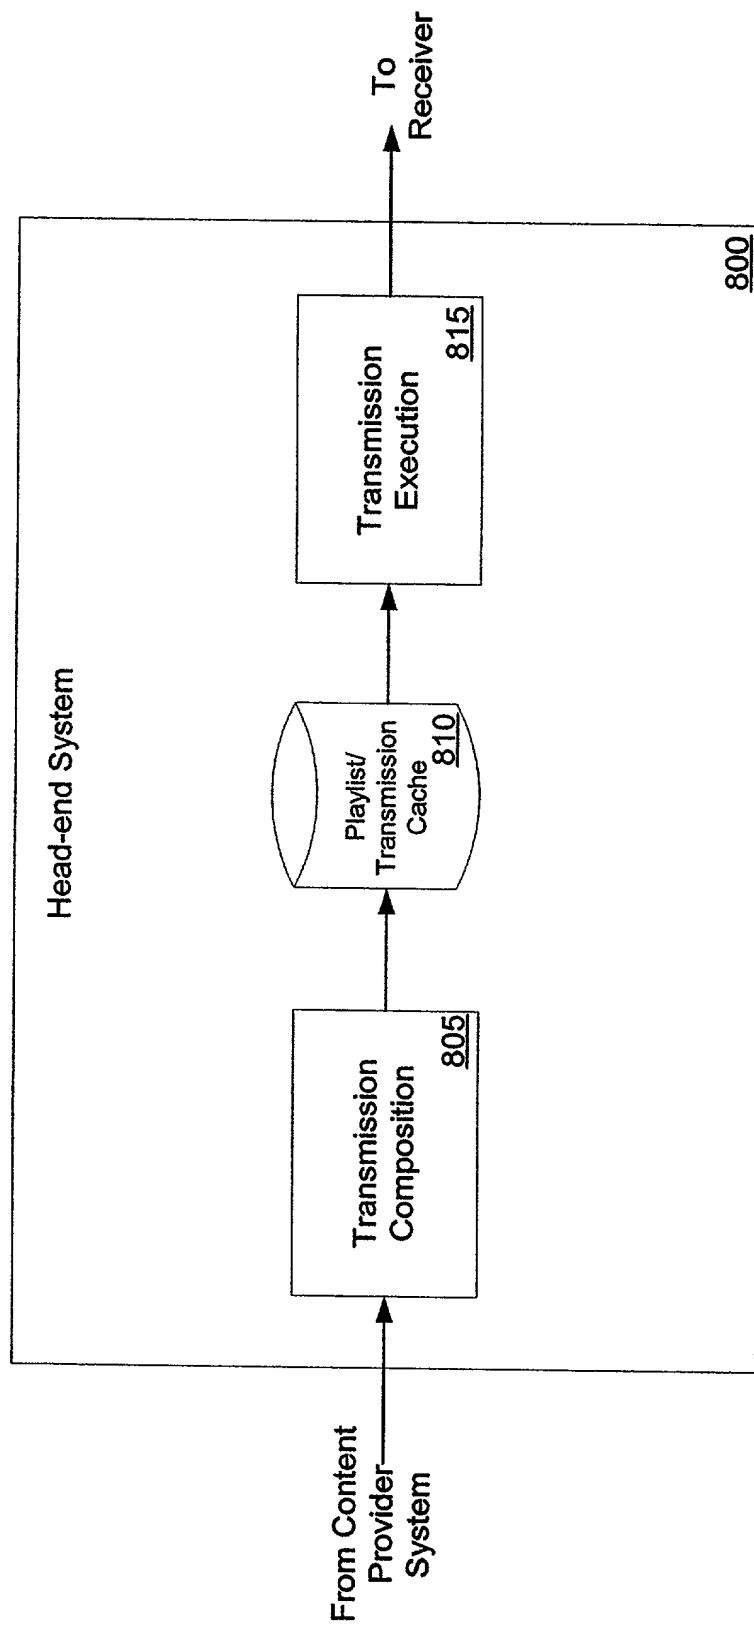 Head-end System
From Content
Provider
System
Transmission
Composition
805
Playlist/
Transmission
Cache
810
Transmission
Execution
815
To
Receiver
800